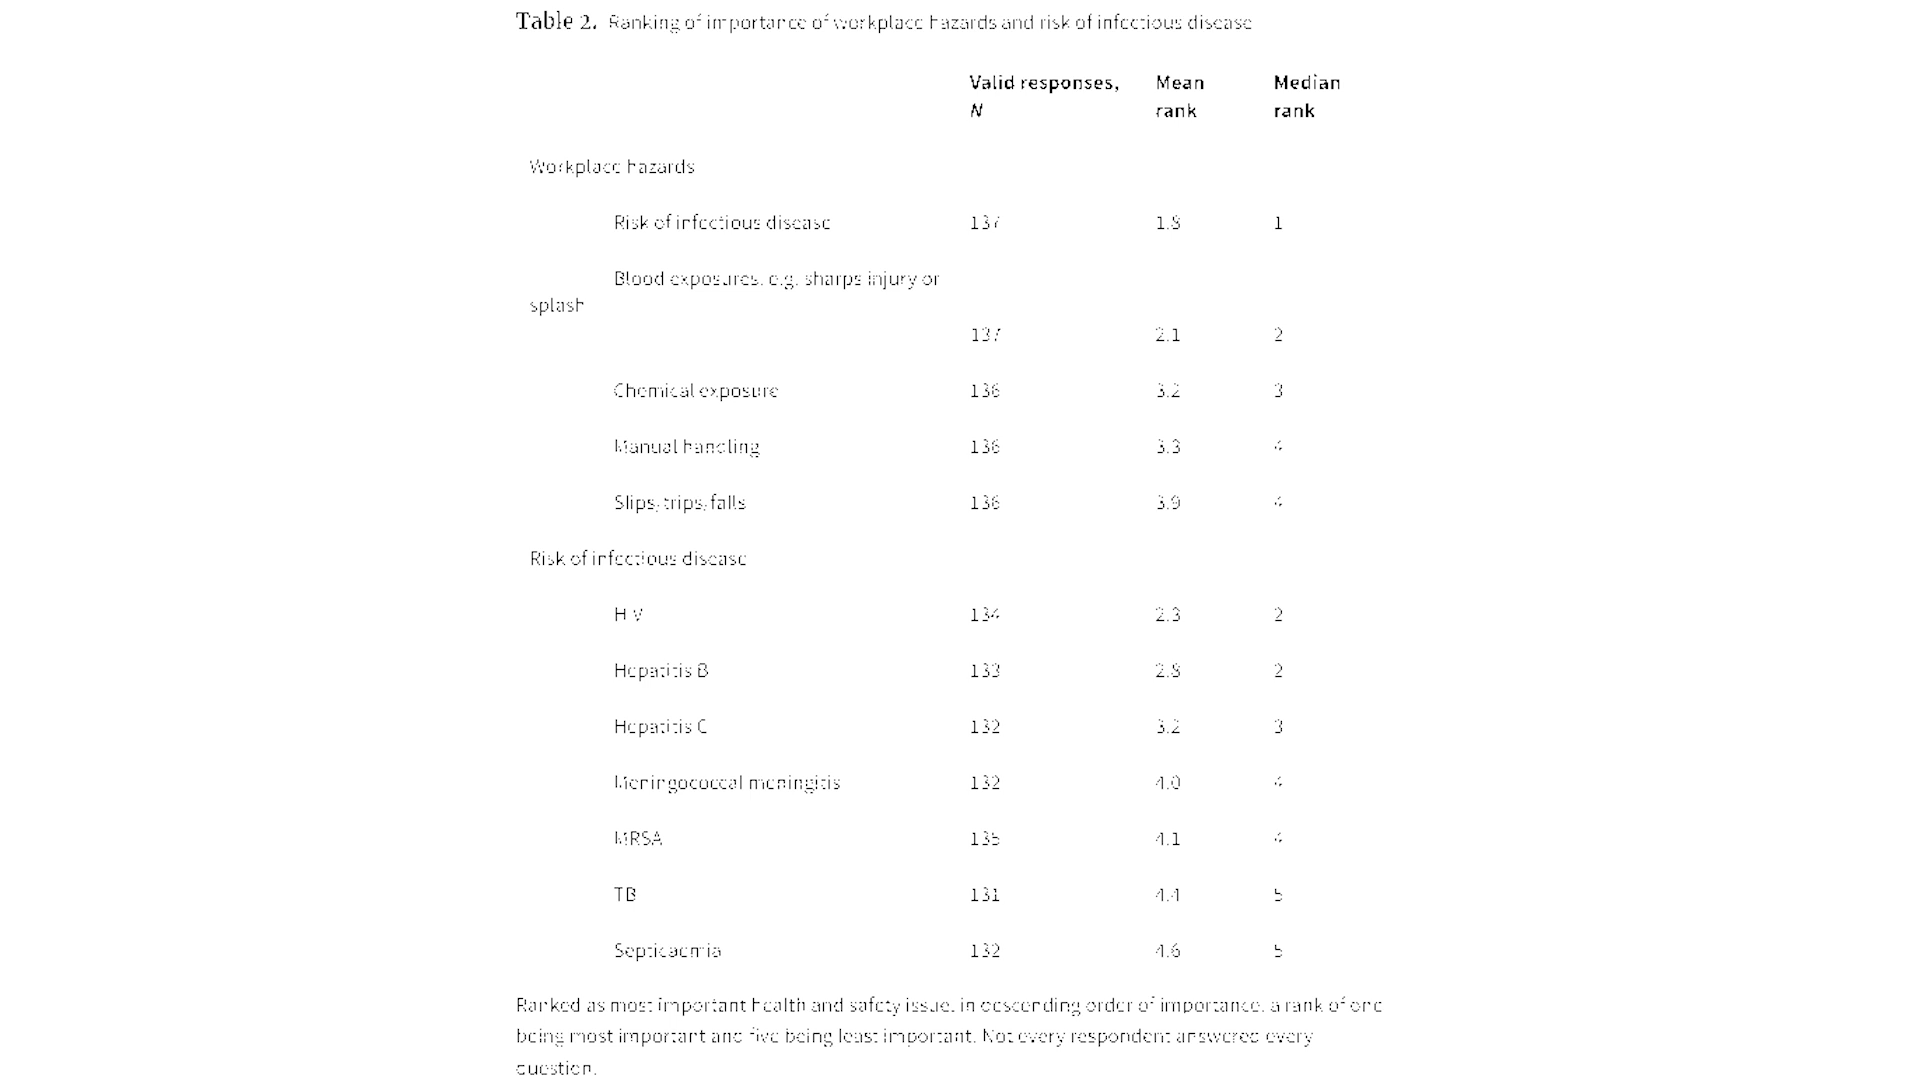 Table 2. Ranking of importance of workplace hazards and risk of infectious disease
Valid responses, N Mean rank Median rank
Workplace hazards
Risk of infectious disease 137 1.8 1
Blood exposures, e.g. sharps injury or
splash
137 2.1 2
Chemical exposure 136 3.2 3
Manual handling 136 3.3 4
Slips, trips, falls 136 3.9 4
Risk of infectious disease
HIV 134 2.3 2
Hepatitis B 133 2.8 2
Hepatitis C 132 3.2 3
Meningococcal meningitis 132 4.0 4
MRSA 135 4.1 4
TB 131 4.4 5
Septicaemia 132 4.6 5
Ranked as most important health and safety issue, in descending order of importance, a rank of one
being most important and five being least important. Not every respondent answered every
question.